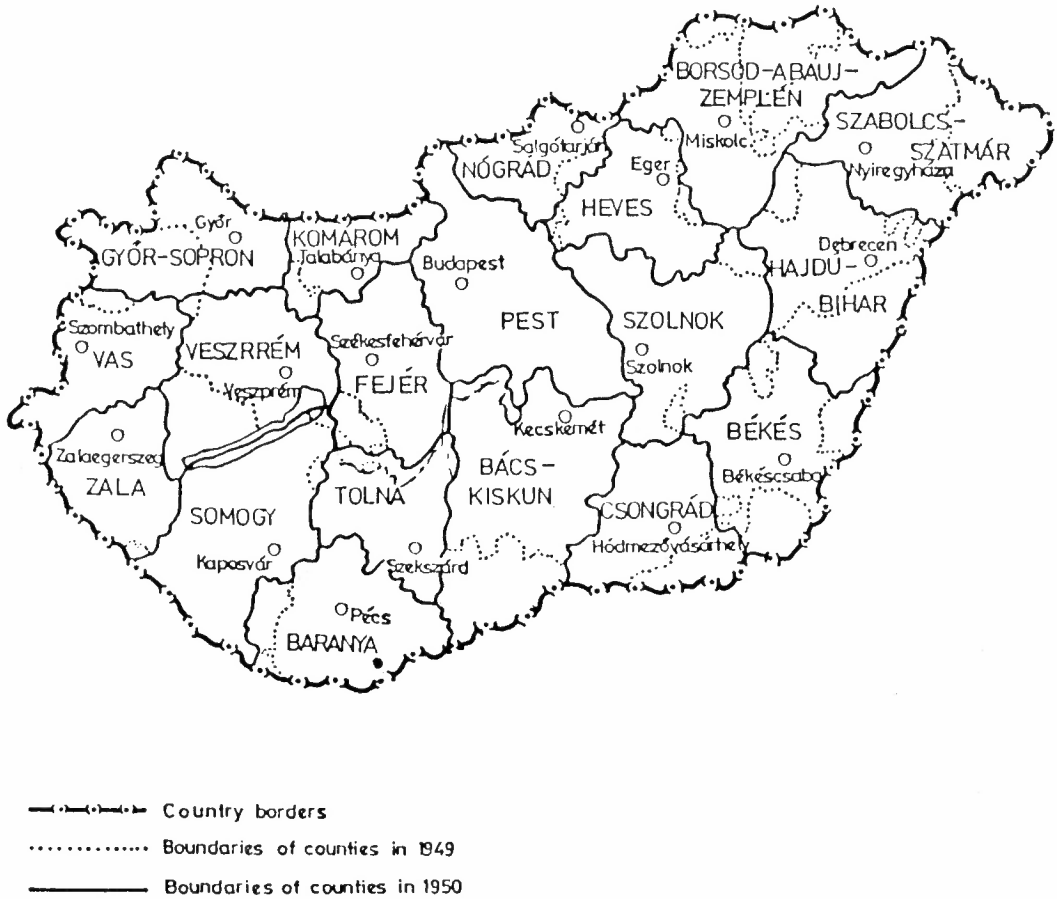 BORSOD-ABAUJ-
ZEMPLÉN
Miskolc
SZABOLCS-
SZATMÁR
Nyiregyháza
Salgótarján
NÓGRÁD
Eger
HEVES
Győr
GYŐR-SOPRON
KOMÁROM
Talabánya
Budapest
PEST
Debrecen
HAJDU-
BIHAR
Szombathely
VAS
VESZRRÉM
Veszprém
Székesfehérvár
FEJÉR
SZOLNOK
Szolnok
Kecskemét
BÉKÉS
Békéscsaba
Zalaegerszeg
ZALA
SOMOGY
Kaposvár
TOLNA
Szekszárd
BÁCS-
KISKUN
CSONGRÁD
Hódmezővásárhely
Pécs
BARANYA
Country borders
Boundaries of counties in 1949
Boundaries of counties in 1950